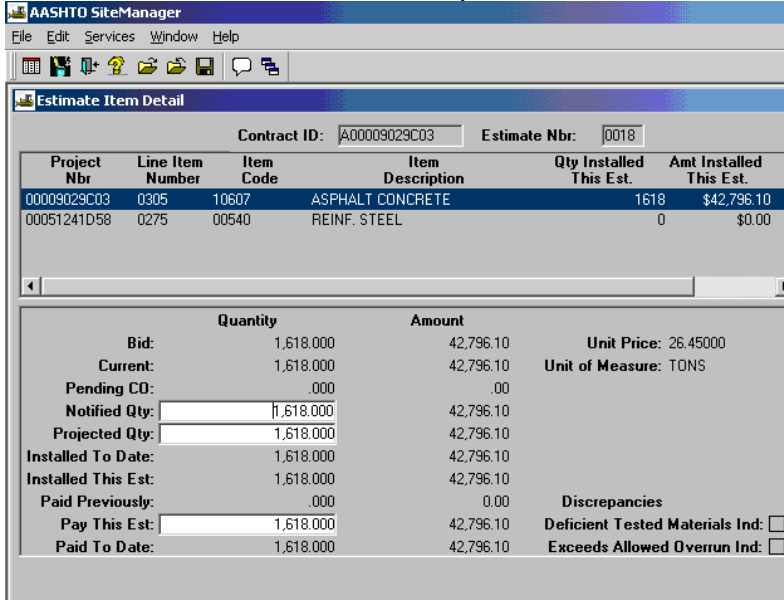 AASHTO SiteManager
File Edit Services Window Help
Estimate Item Detail
Contract ID: A00009029C03 Estimate Nbr: 0018
Project Nbr Line Item Number Item Code Item Description Qty Installed This Est. Amt Installed This Est.
00009029C03 0305 10607 ASPHALT CONCRETE 1618 $42,796.10
00051241D58 0275 00540 REINF. STEEL 0 $0.00
Quantity Amount
Bid: 1,618.000 42,796.10 Unit Price: 26.45000
Current: 1,618.000 42,796.10 Unit of Measure: TONS
Pending CO: .000 .00
Notified Qty: 1,618.000 42,796.10
Projected Qty: 1,618.000 42,796.10
Installed To Date: 1,618.000 42,796.10
Installed This Est: 1,618.000 42,796.10
Paid Previously: .000 0.00 Discrepancies
Pay This Est: 1,618.000 42,796.10 Deficient Tested Materials Ind:
Paid To Date: 1,618.000 42,796.10 Exceeds Allowed Overrun Ind: